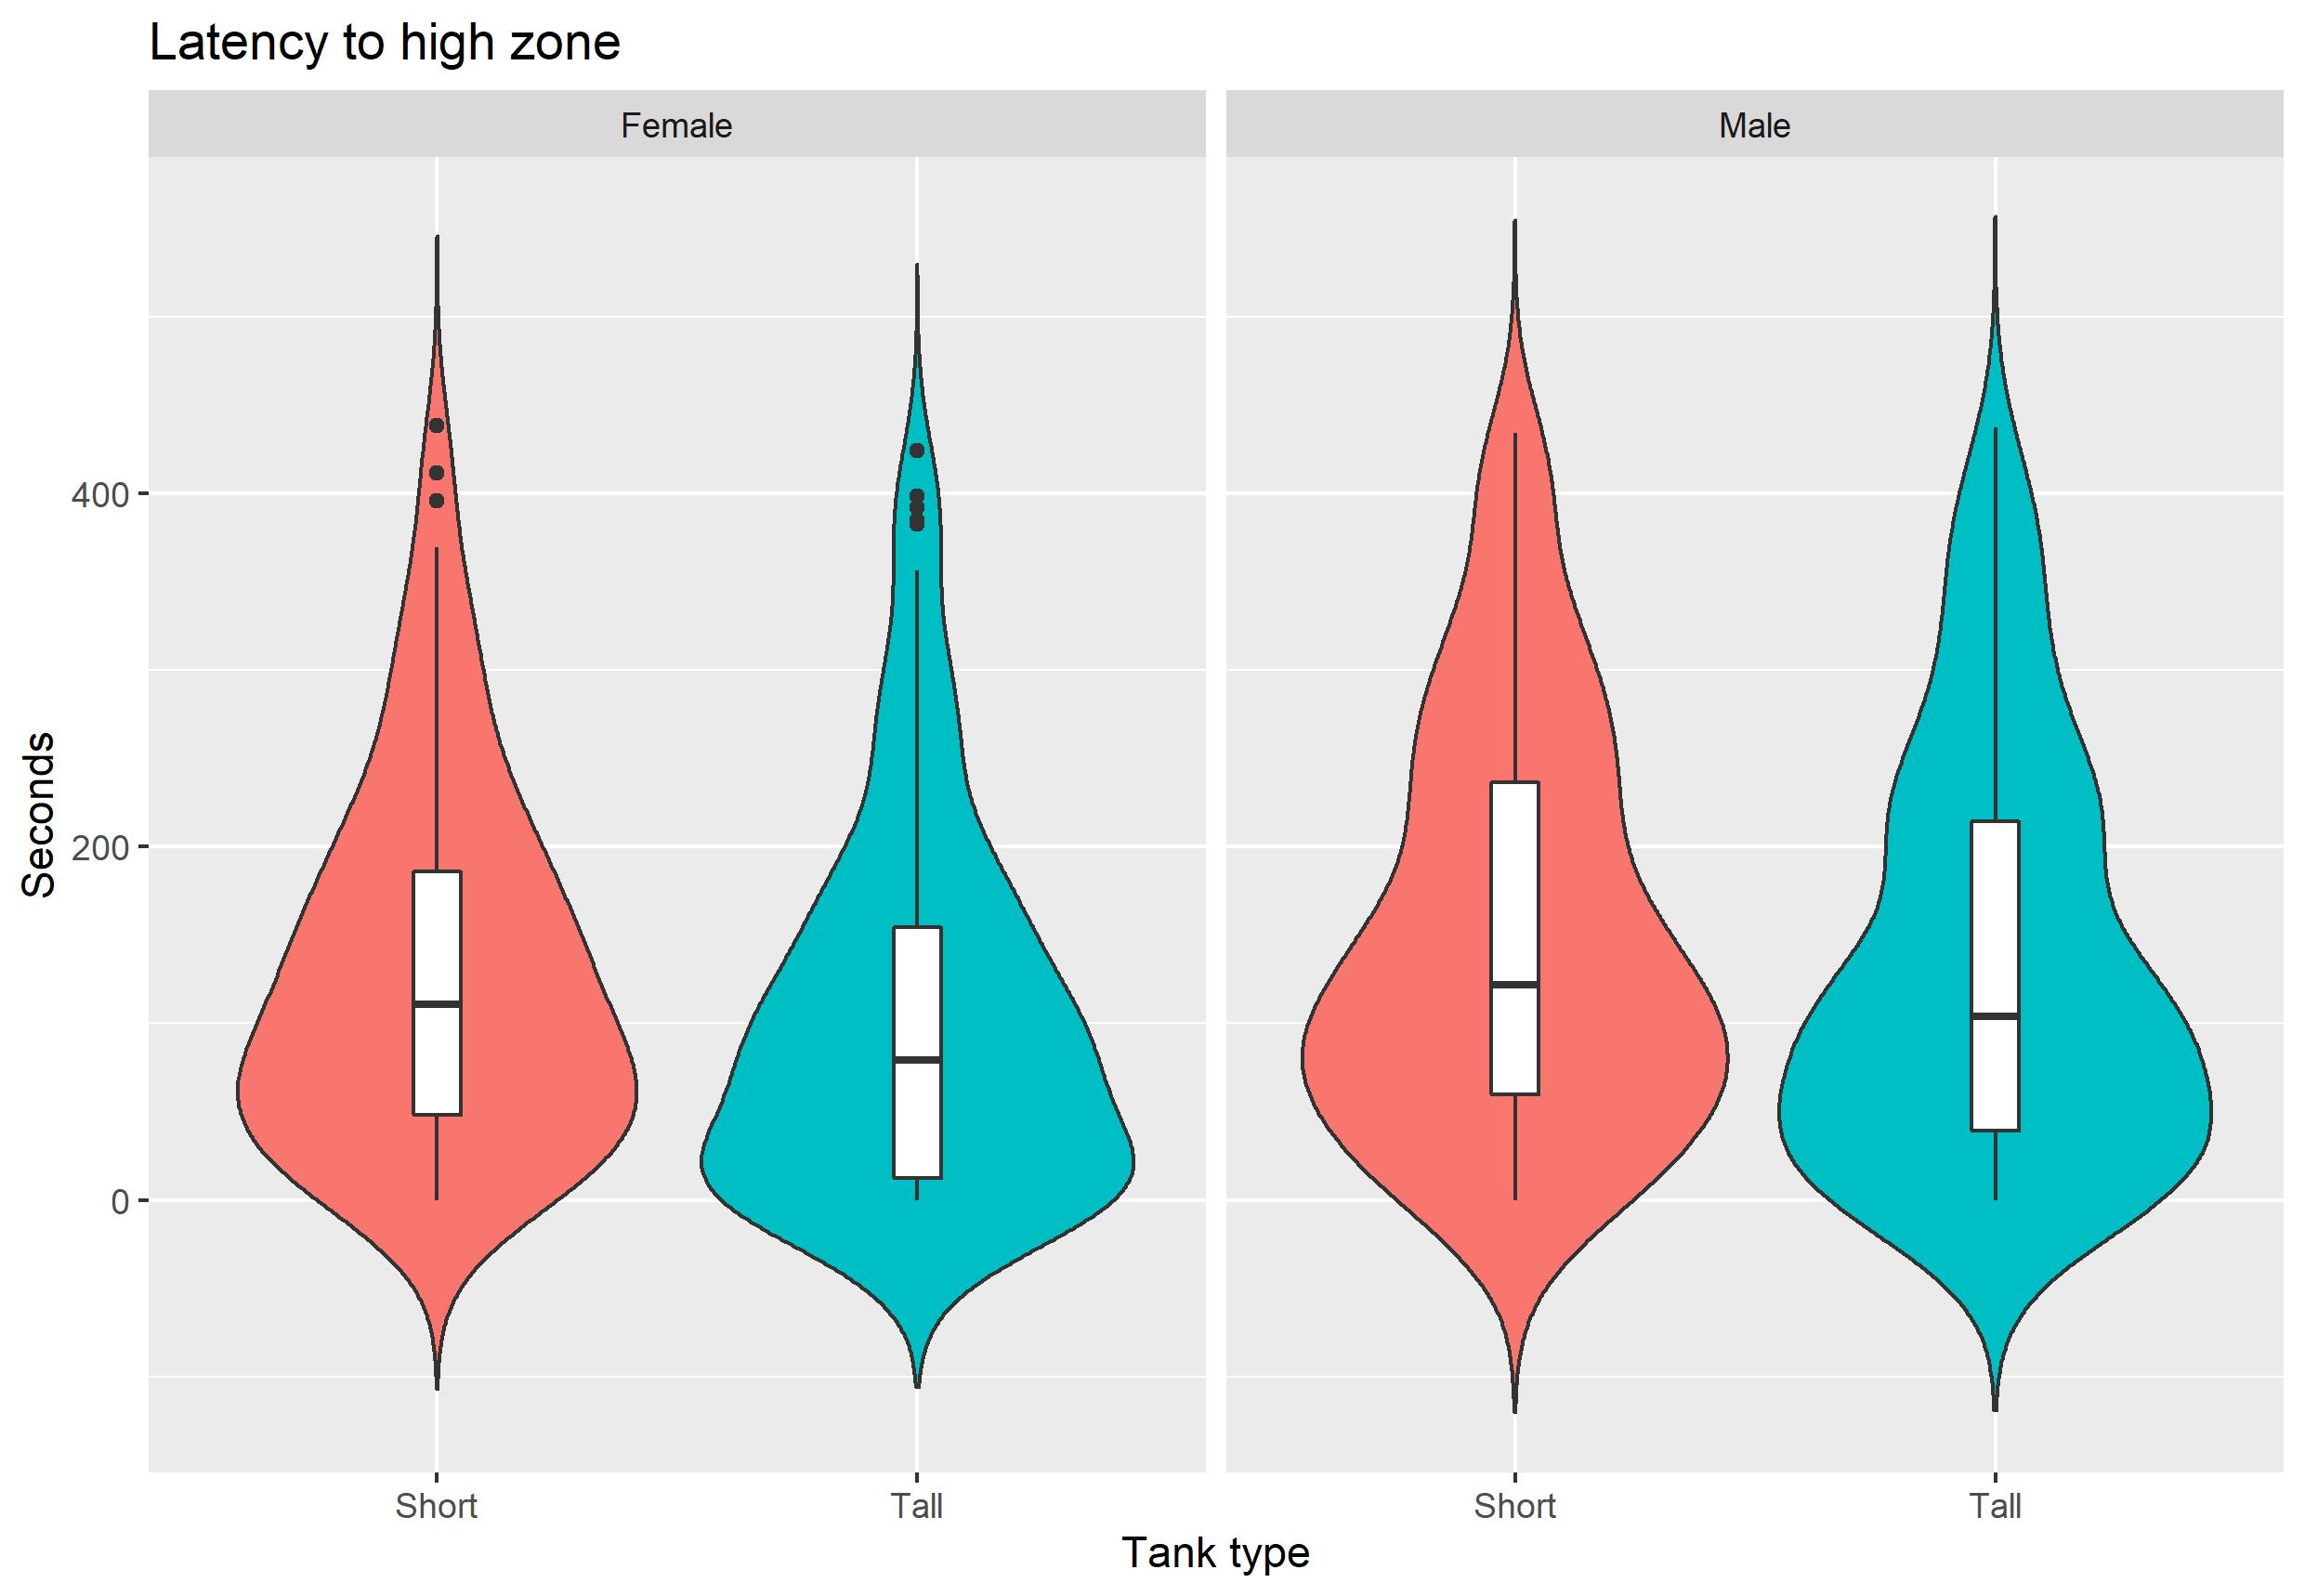 Latency to high zone
Female
Male
Seconds
400
200
0
Short
Tall
Short
Tall
Tank type